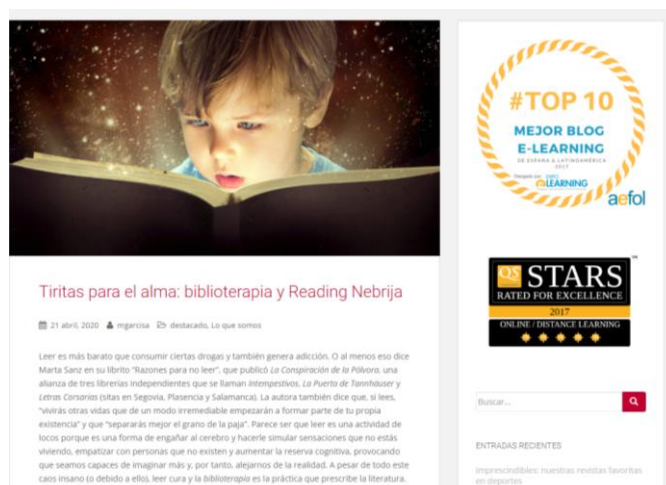 Tiritas para el alma: biblioterapia y Reading Nebrija
21 abril, 2020 mgarcisa destacado, Lo que somos
Leer es más barato que consumir ciertas drogas y también genera adicción. O al menos eso dice
Marta Sanz en su librito "Razones para no leer", que publicó La Conspiración de la Pólvora, una
alianza de tres librerías independientes que se llaman Intempestivos, La Puerta de Tannhäuser y
Letras Corsarias (sitas en Segovia, Plasencia y Salamanca). La autora también dice que, si lees,
"vivirás otras vidas que de un modo irremediable empezarán a formar parte de tu propia
existencia" y que "separarás mejor el grano de la paja". Parece ser que leer es una actividad de
locos porque es una forma de engañar al cerebro y hacerle simular sensaciones que no estás
viviendo, empatizar con personas que no existen y aumentar la reserva cognitiva, provocando
que seamos capaces de imaginar más y, por tanto, alejarnos de la realidad. A pesar de todo este
caos insano (o debido a ello), leer cura y la biblioterapia es la práctica que prescribe la literatura.
#TOP 10
MEJOR BLOG
E-LEARNING
DE ESPAÑA & LATINOAMÉRICA
2017
LEARNING
aefol
QS STARS
RATED FOR EXCELLENCE
2017
ONLINE / DISTANCE LEARNING
Buscar...
ENTRADAS RECIENTES
Imprescindibles: nuestras revistas favoritas
en deportes